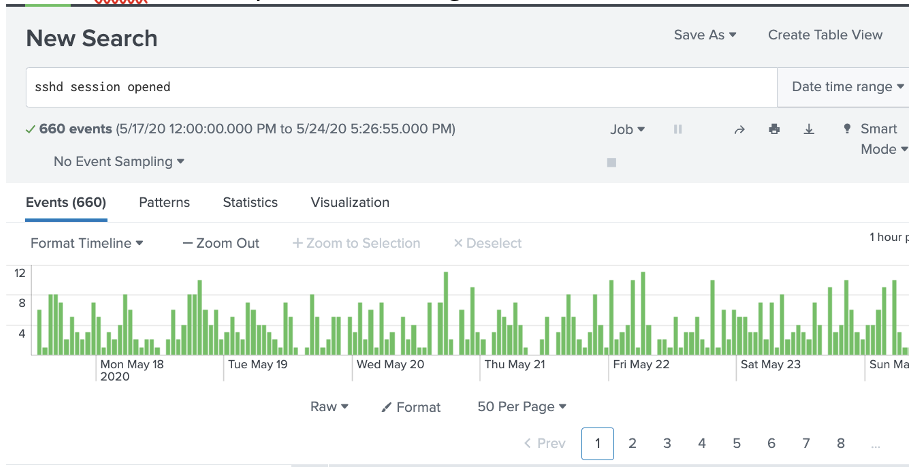 New Search
Save As
Create Table View
sshd session opened
Date time range
660 events (5/17/20 12:00:00.000 PM to 5/24/20 5:26:55.000 PM)
Job
Smart
Mode
No Event Sampling
Events (660)
Patterns
Statistics
Visualization
Format Timeline
— Zoom Out
+ Zoom to Selection
× Deselect
1 hour p
12
8
4
Mon May 18
2020
Tue May 19
Wed May 20
Thu May 21
Fri May 22
Sat May 23
Sun Ma
Raw
Format
50 Per Page
< Prev
1
2
3
4
5
6
7
8
...